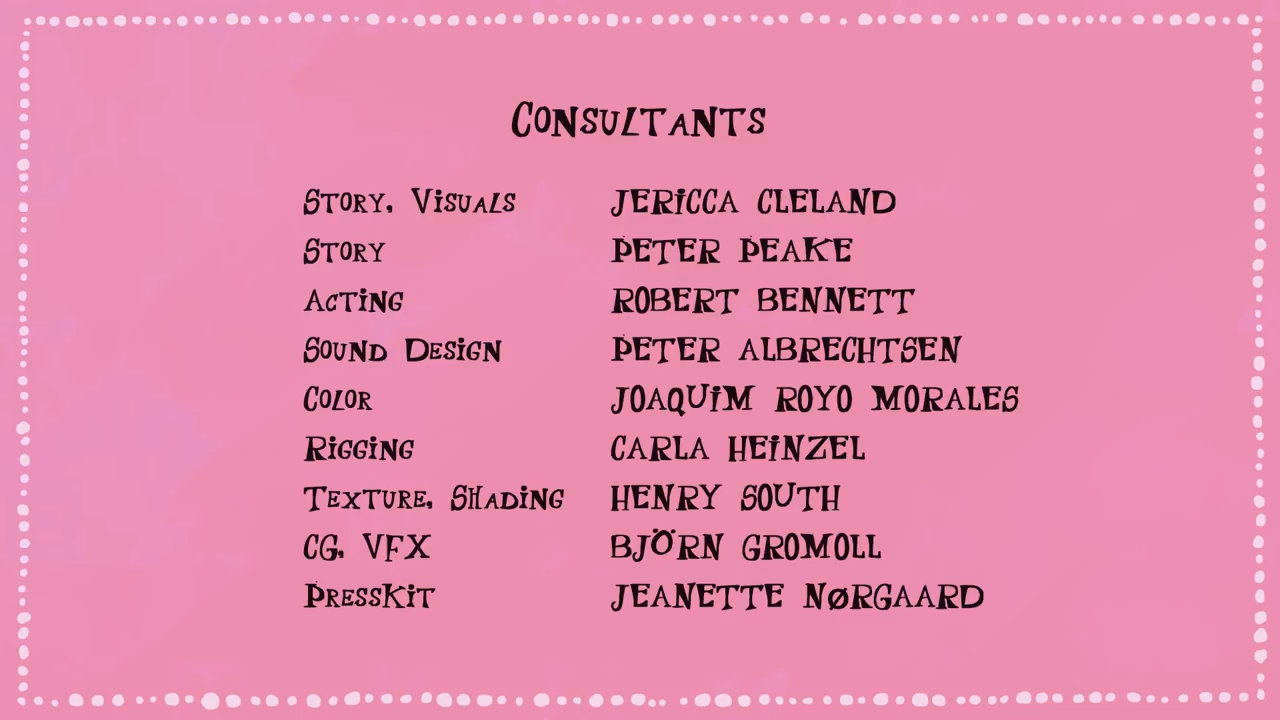 Consultants
Story, Visuals JERiCCA CLELAND
Story PETER PEAKE
Acting ROBERT BENNETT
Sound Design PETER ALBRECHTSEN
Color JOAQUiM ROYO MORALES
Rigging CARLA HEiNZEL
Texture, Shading HENRY SOUTH
CG, VFX BJÖRN GROMOLL
PressKit JEANETTE NØRGAARD